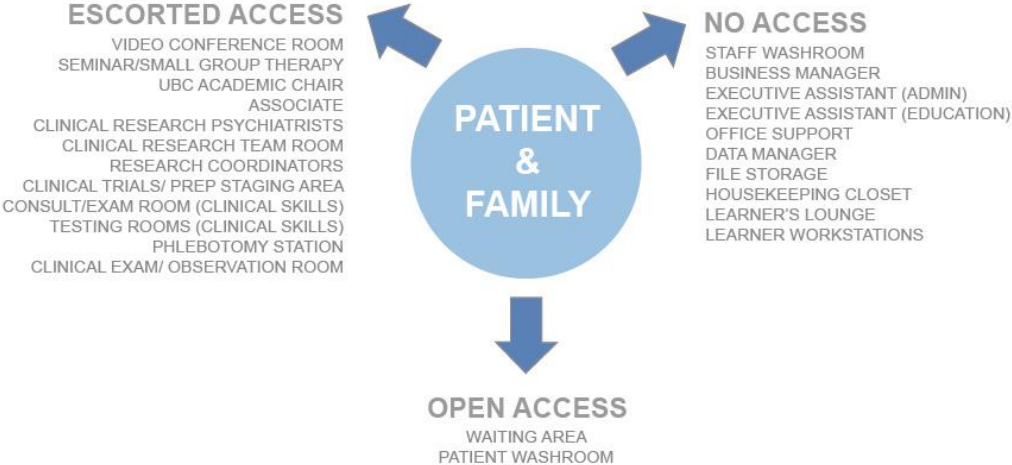 ESCORTED ACCESS
VIDEO CONFERENCE ROOM
SEMINAR/SMALL GROUP THERAPY
UBC ACADEMIC CHAIR
ASSOCIATE
CLINICAL RESEARCH PSYCHIATRISTS
CLINICAL RESEARCH TEAM ROOM
RESEARCH COORDINATORS
CLINICAL TRIALS/ PREP STAGING AREA
CONSULT/EXAM ROOM (CLINICAL SKILLS)
TESTING ROOMS (CLINICAL SKILLS)
PHLEBOTOMY STATION
CLINICAL EXAM/ OBSERVATION ROOM
PATIENT
&
FAMILY
NO ACCESS
STAFF WASHROOM
BUSINESS MANAGER
EXECUTIVE ASSISTANT (ADMIN)
EXECUTIVE ASSISTANT (EDUCATION)
OFFICE SUPPORT
DATA MANAGER
FILE STORAGE
HOUSEKEEPING CLOSET
LEARNER'S LOUNGE
LEARNER WORKSTATIONS
OPEN ACCESS
WAITING AREA
PATIENT WASHROOM